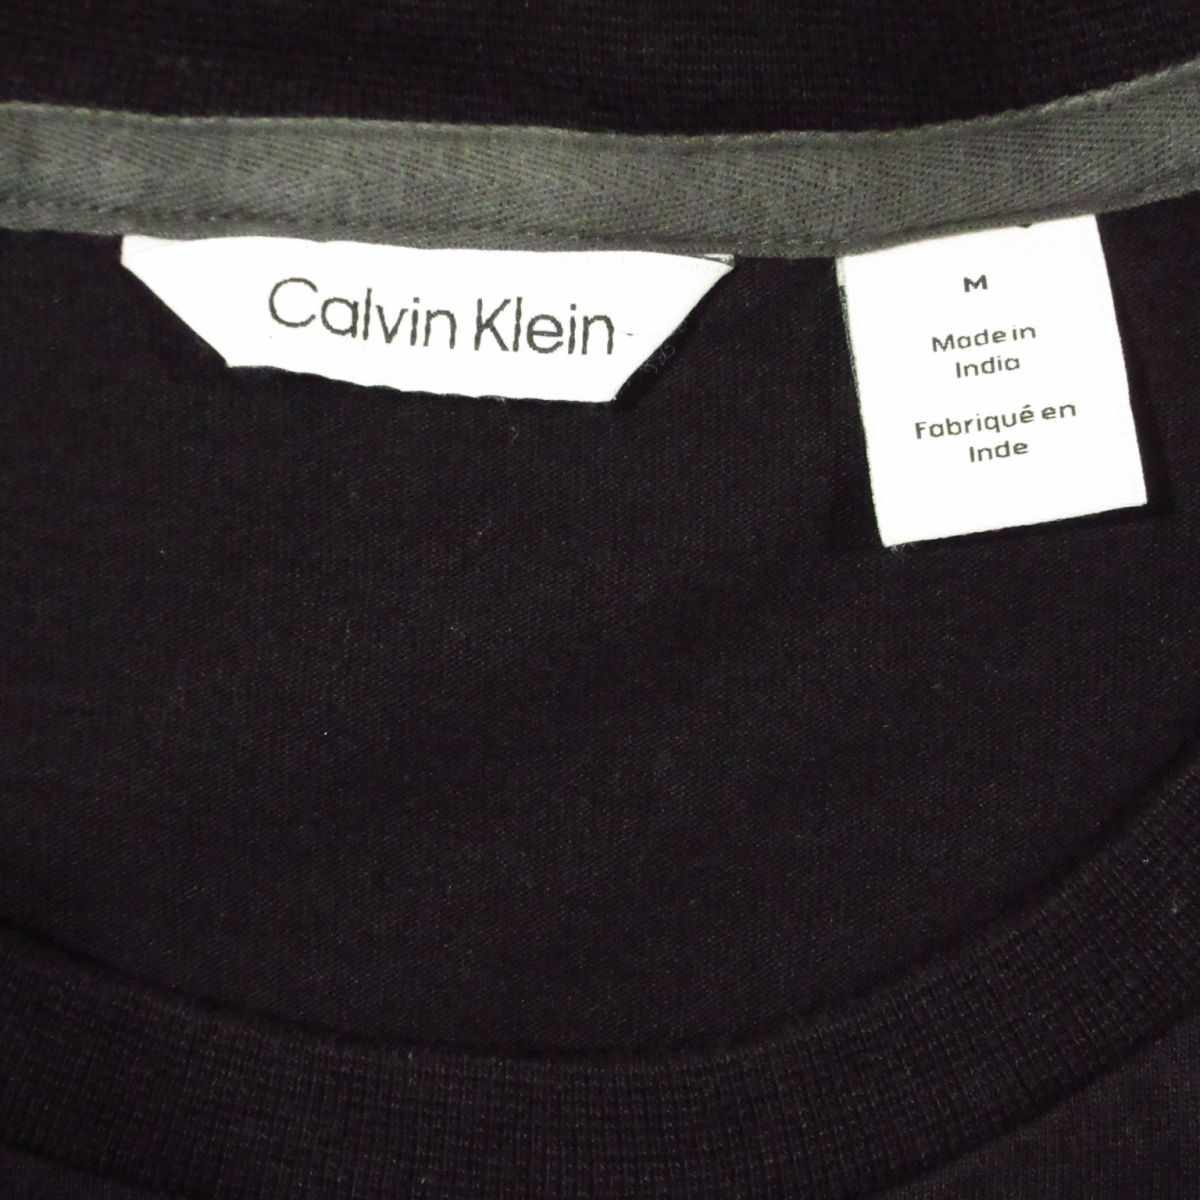 Calvin Klein
M
Made in
India
Fabriqué en
Inde